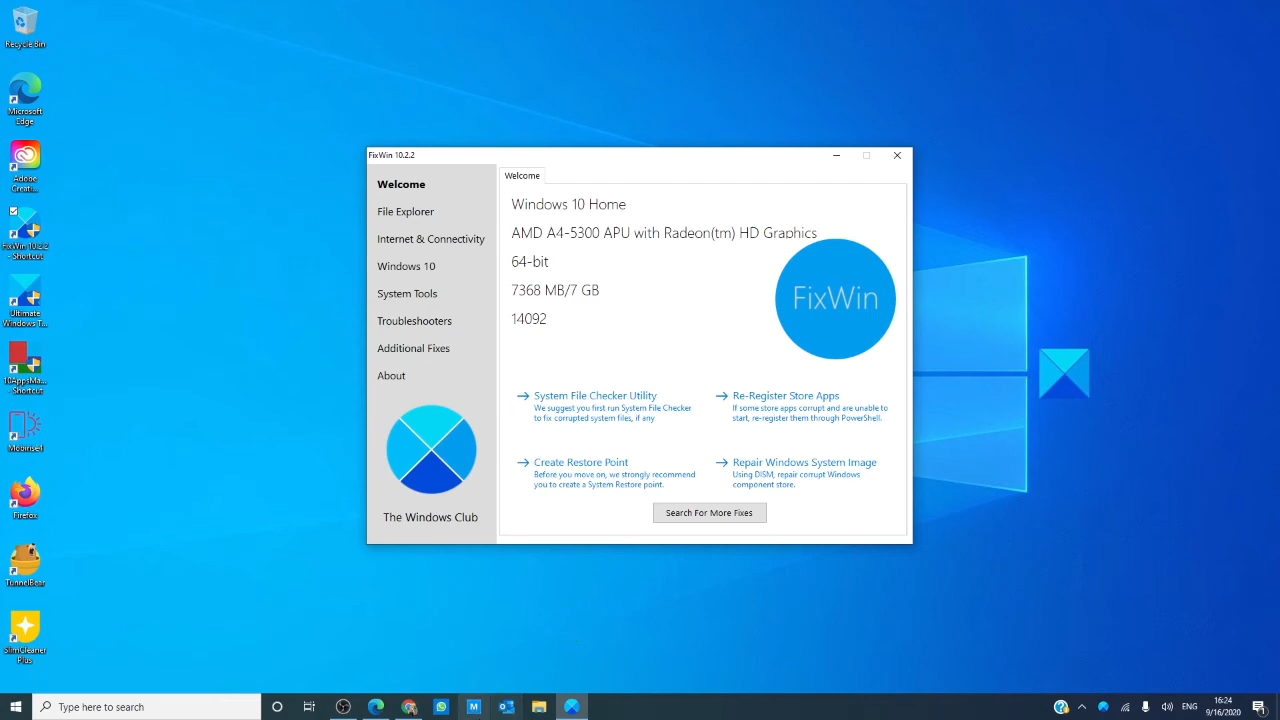 Recycle Bin
Microsoft
Edge
Adobe
Creati...
FixWin 10.2.2
- Shortcut
Ultimate
Windows T...
10AppsMa...
- Shortcut
Mobirise4
Firefox
TunnelBear
SlimCleaner
Plus
FixWin 10.2.2
Welcome
File Explorer
Internet & Connectivity
Windows 10
System Tools
Troubleshooters
Additional Fixes
About
The Windows Club
Welcome
Windows 10 Home
AMD A4-5300 APU with Radeon(tm) HD Graphics
64-bit
7368 MB/7 GB
14092
FixWin
System File Checker Utility
We suggest you first run System File Checker
to fix corrupted system files, if any
Re-Register Store Apps
If some store apps corrupt and are unable to
start, re-register them through PowerShell.
Create Restore Point
Before you move on, we strongly recommend
you to create a System Restore point.
Repair Windows System Image
Using DISM, repair corrupt Windows
component store.
Search For More Fixes
Type here to search
M
ENG
16:24
9/16/2020